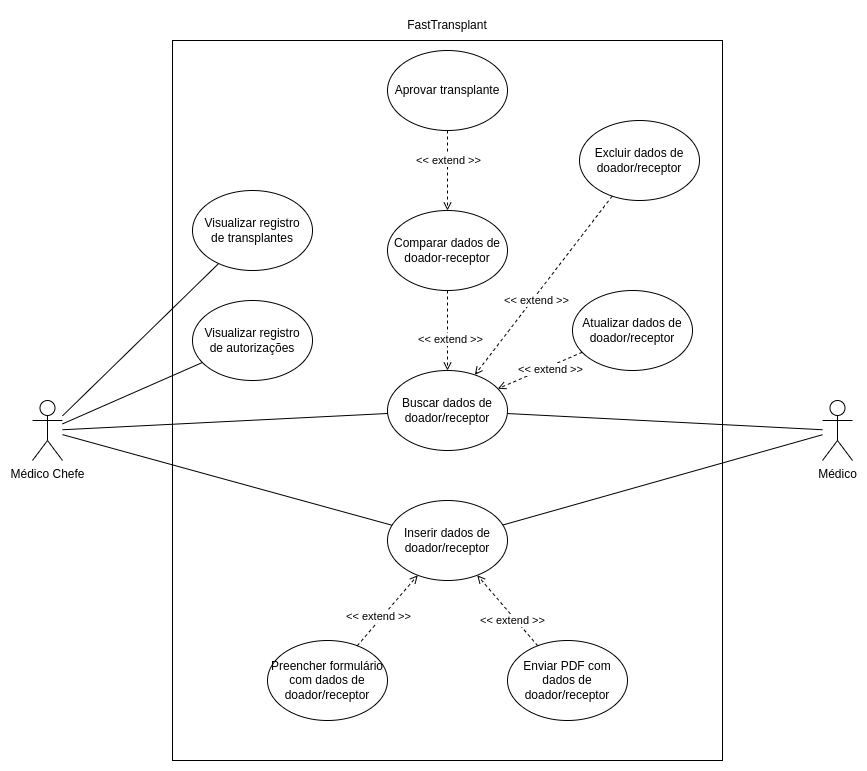 FastTransplant
Aprovar transplante
<< extend >>
Excluir dados de
doador/receptor
Visualizar registro
de transplantes
Comparar dados de
doador-receptor
<< extend >>
Visualizar registro
de autorizações
Atualizar dados de
doador/receptor
<< extend >>
<< extend >>
Buscar dados de
doador/receptor
Médico Chefe
Médico
Inserir dados de
doador/receptor
<< extend >>
<< extend >>
Preencher formulário
com dados de
doador/receptor
Enviar PDF com
dados de
doador/receptor